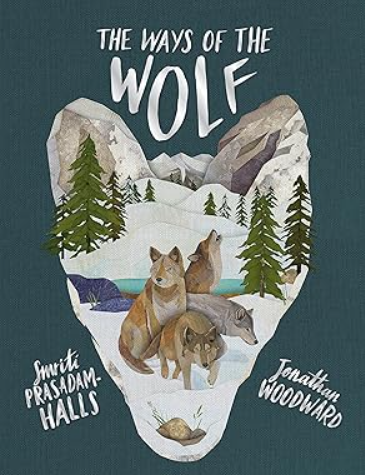 THE WAYS OF THE
WOLF
Smriti
PRASADAM-
HALLS
Jonathan
WOODWARD